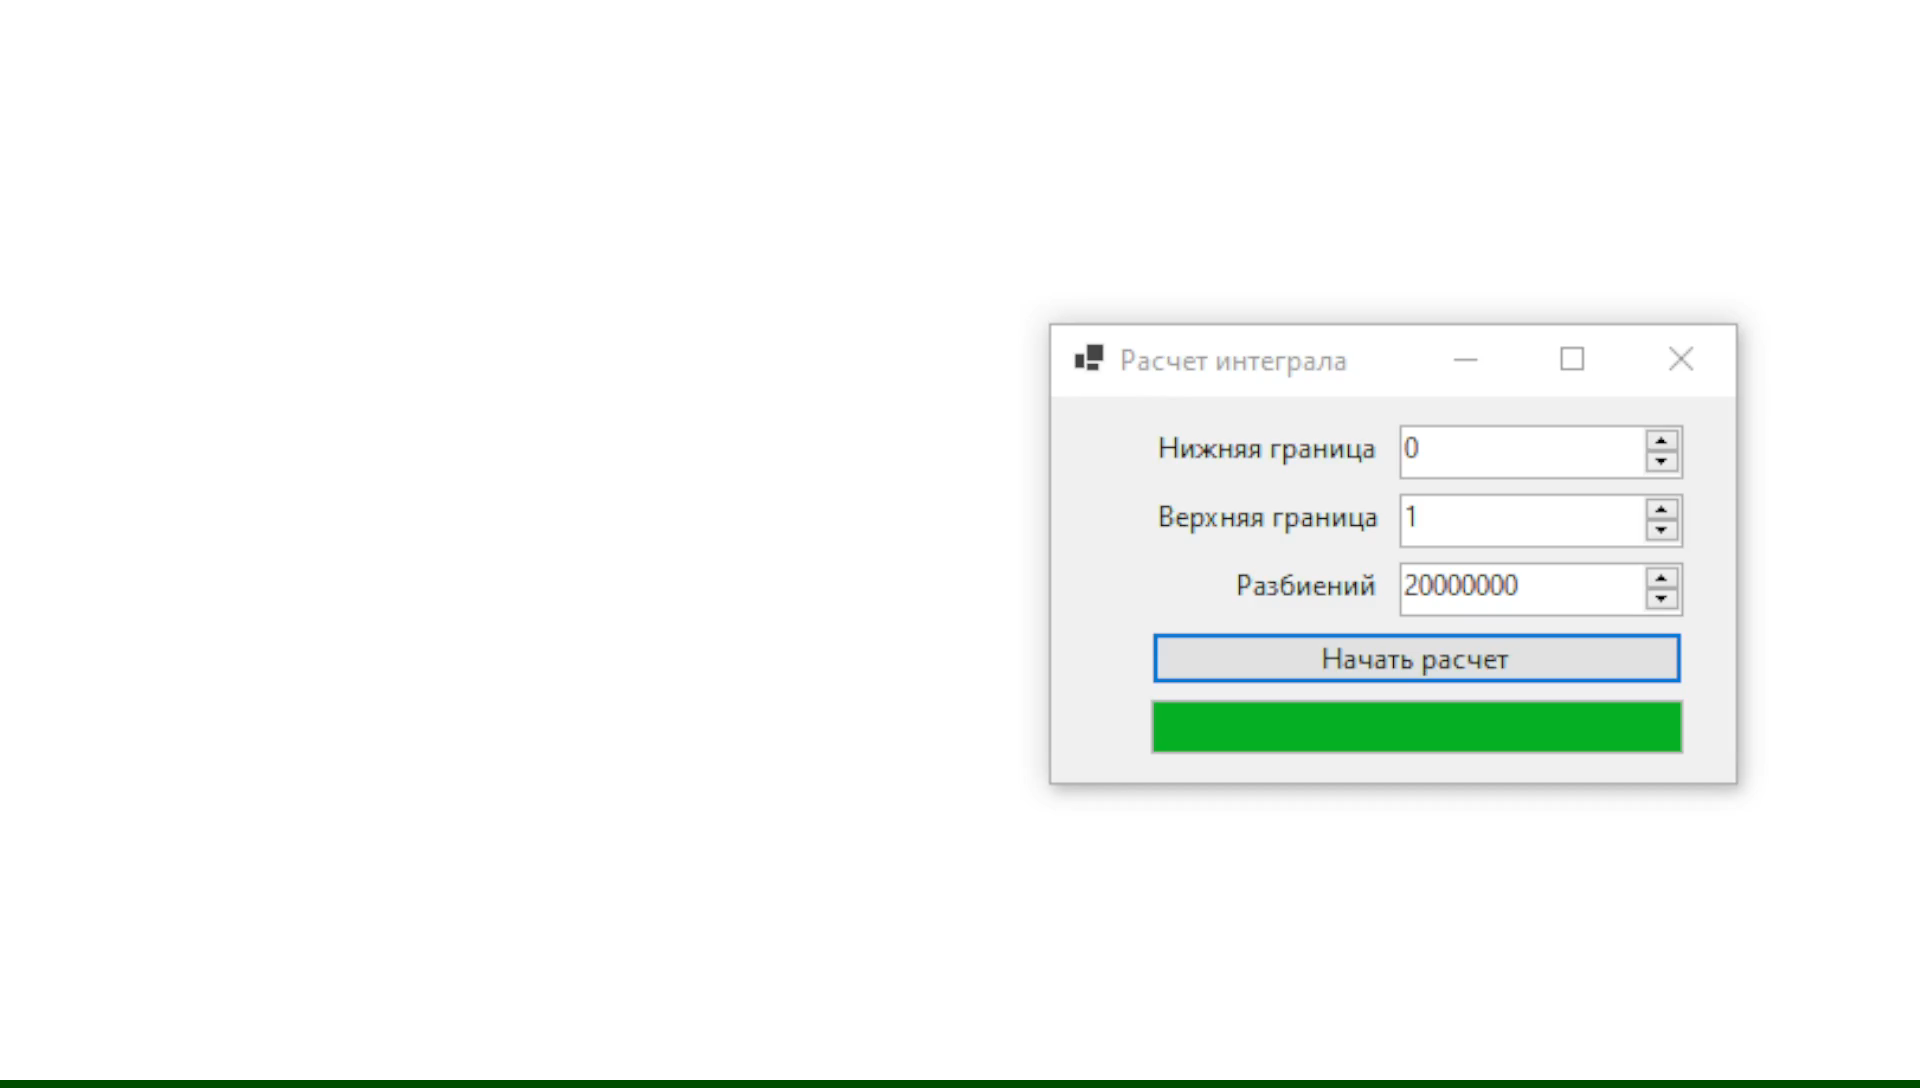 Расчет интеграла
Нижняя граница 0
Верхняя граница 1
Разбиений 20000000
Начать расчет